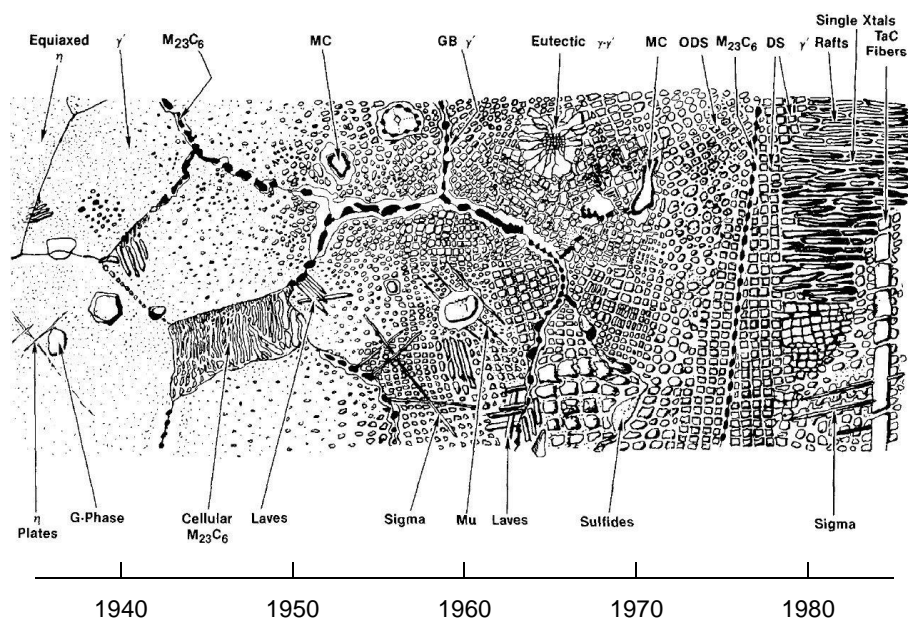 Equiaxed η
γ'
M23C6
MC
GB γ'
Eutectic γ-γ'
MC
ODS
M23C6
DS
γ' Rafts
Single Xtals
TaC Fibers
η Plates
G-Phase
Cellular M23C6
Laves
Sigma
Mu
Laves
Sulfides
Sigma
1940
1950
1960
1970
1980